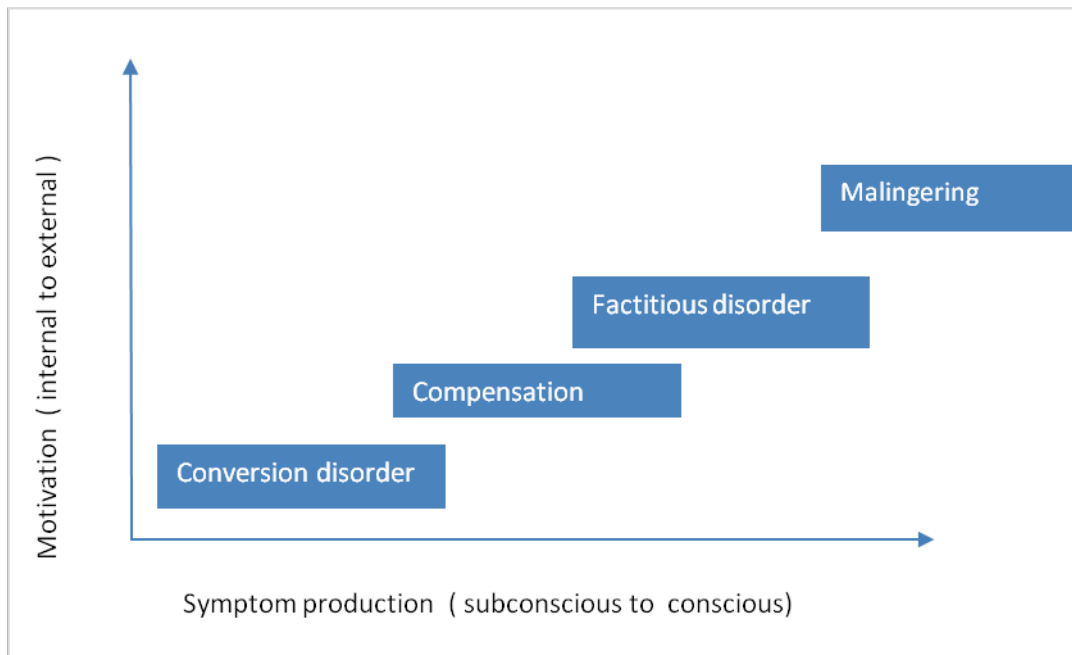 Motivation ( internal to external )
Malingering
Factitious disorder
Compensation
Conversion disorder
Symptom production ( subconscious to conscious)